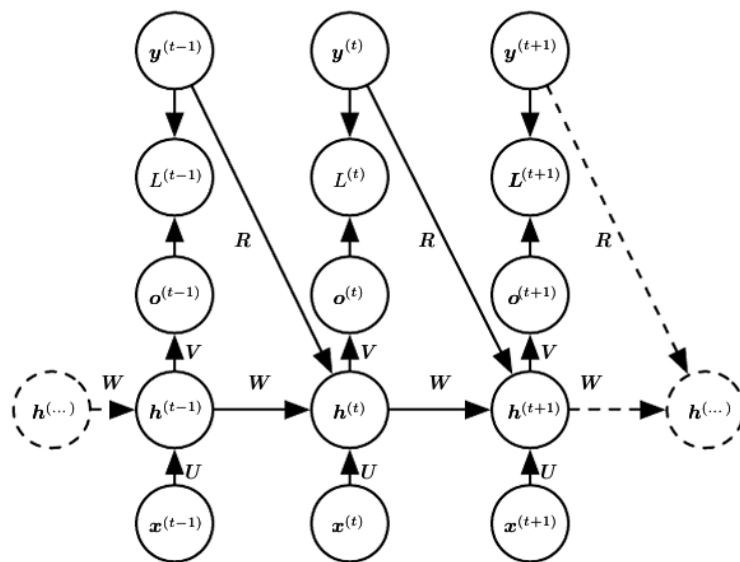 y(t−1) y(t) y(t+1)
L(t−1) L(t) L(t+1)
R R R
o(t−1) o(t) o(t+1)
V V V
W W W W
h(...) h(t−1) h(t) h(t+1) h(...)
U U U
x(t−1) x(t) x(t+1)